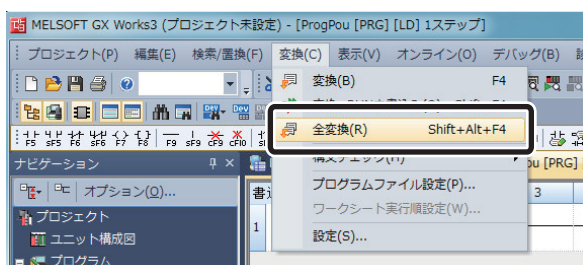 MELSOFT GX Works3 (プロジェクト未設定) - [ProgPou [PRG] [LD] 1ステップ]
プロジェクト(P) 編集(E) 検索/置換(F) 変換(C) 表示(V) オンライン(O) デバッグ(B)
変換(B) F4
全変換(R) Shift+Alt+F4
F5 sF5 F6 sF6 F7 F8 F9 sF9 cF9 cF10
ナビゲーション
オプション(O)...
プログラムファイル設定(P)...
3
プロジェクト
ワークシート実行順設定(W)...
1
ユニット構成図
設定(S)...
プログラム